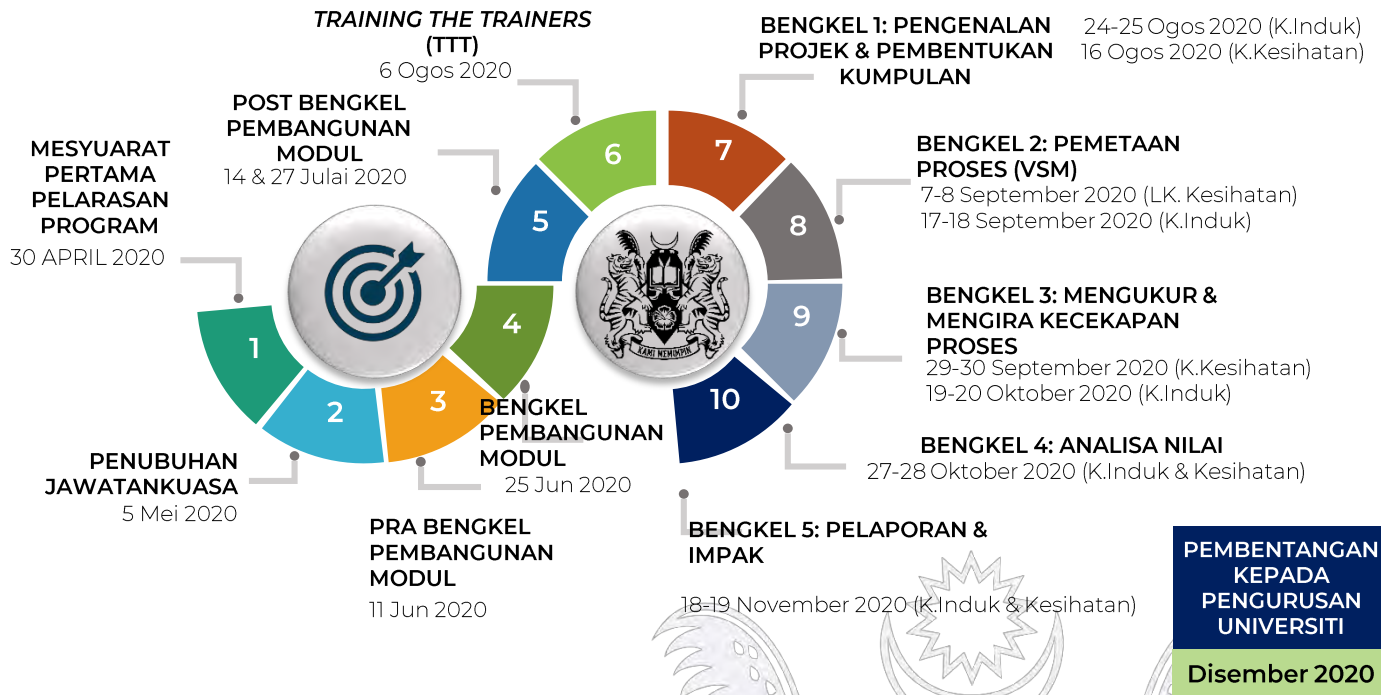 MESYUARAT
PERTAMA
PELARASAN
PROGRAM
30 APRIL 2020
1
PENUBUHAN
JAWATANKUASA
5 Mei 2020
2
PRA BENGKEL
PEMBANGUNAN
MODUL
11 Jun 2020
3
BENGKEL
PEMBANGUNAN
MODUL
25 Jun 2020
4
POST BENGKEL
PEMBANGUNAN
MODUL
14 & 27 Julai 2020
5
TRAINING THE TRAINERS
(TTT)
6 Ogos 2020
6
BENGKEL 1: PENGENALAN
PROJEK & PEMBENTUKAN
KUMPULAN
24-25 Ogos 2020 (K.Induk)
16 Ogos 2020 (K.Kesihatan)
7
BENGKEL 2: PEMETAAN
PROSES (VSM)
7-8 September 2020 (LK. Kesihatan)
17-18 September 2020 (K.Induk)
8
BENGKEL 3: MENGUKUR &
MENGIRA KECEKAPAN
PROSES
29-30 September 2020 (K.Kesihatan)
19-20 Oktober 2020 (K.Induk)
9
BENGKEL 4: ANALISA NILAI
27-28 Oktober 2020 (K.Induk & Kesihatan)
10
BENGKEL 5: PELAPORAN &
IMPAK
18-19 November 2020 (K.Induk & Kesihatan)
KAMI MEMIMPIN
PEMBENTANGAN
KEPADA
PENGURUSAN
UNIVERSITI
Disember 2020